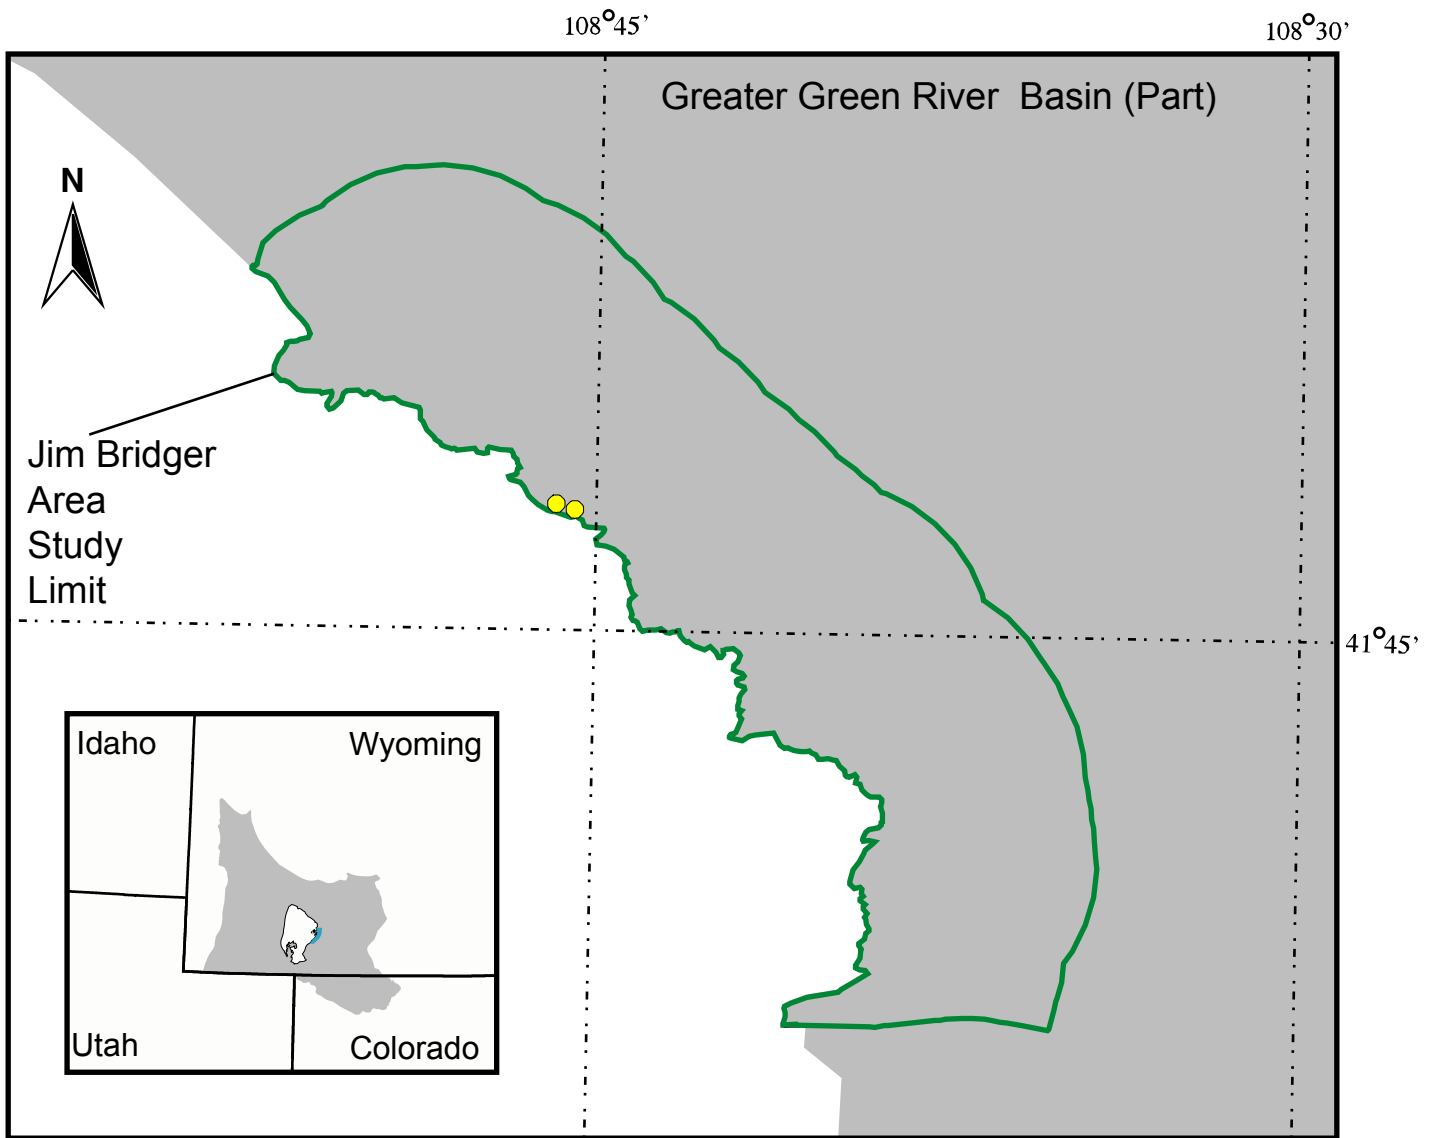 108°45'
108°30'
Greater Green River Basin (Part)
N
Jim Bridger
Area
Study
Limit
41°45'
Idaho
Wyoming
Utah
Colorado